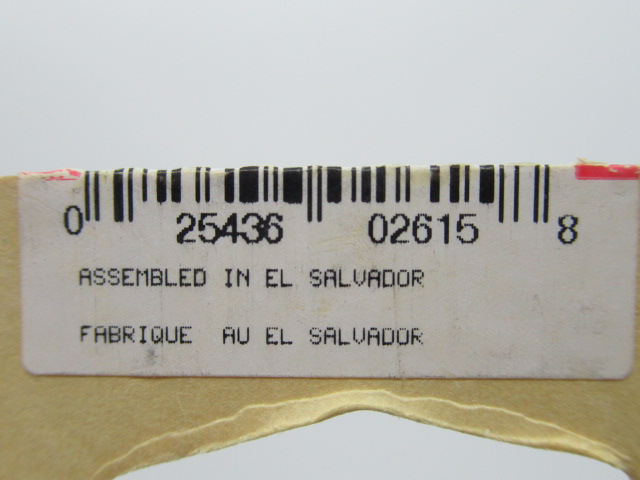 0 25436 02615 8
ASSEMBLED IN EL SALVADOR
FABRIQUE AU EL SALVADOR